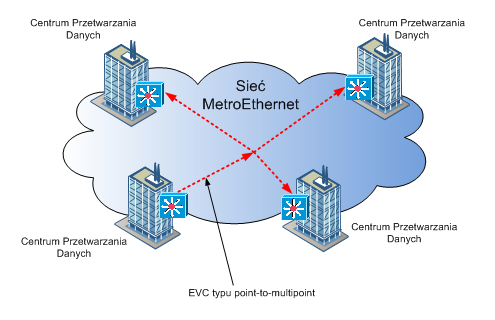 Centrum Przetwarzania
Danych
Centrum Przetwarzania
Danych
Sieć
MetroEthernet
Centrum Przetwarzania
Danych
Centrum Przetwarzania
Danych
EVC typu point-to-multipoint